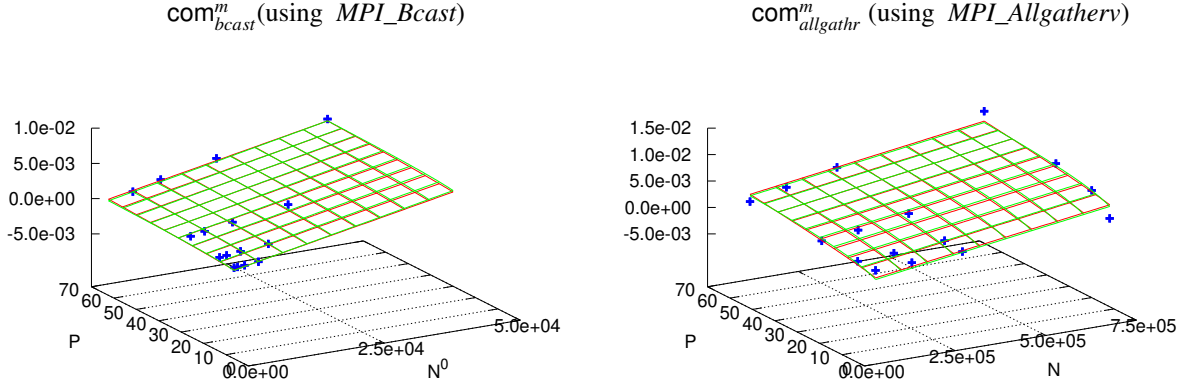 com^m_bcast (using MPI_Bcast)
1.0e-02
5.0e-03
0.0e+00
-5.0e-03
70
60
50
40
30
20
10
0
P
0.0e+00
2.5e+04
5.0e+04
N^0
com^m_allgathr (using MPI_Allgatherv)
1.5e-02
1.0e-02
5.0e-03
0.0e+00
-5.0e-03
70
60
50
40
30
20
10
0
P
0.0e+00
2.5e+05
5.0e+05
7.5e+05
N